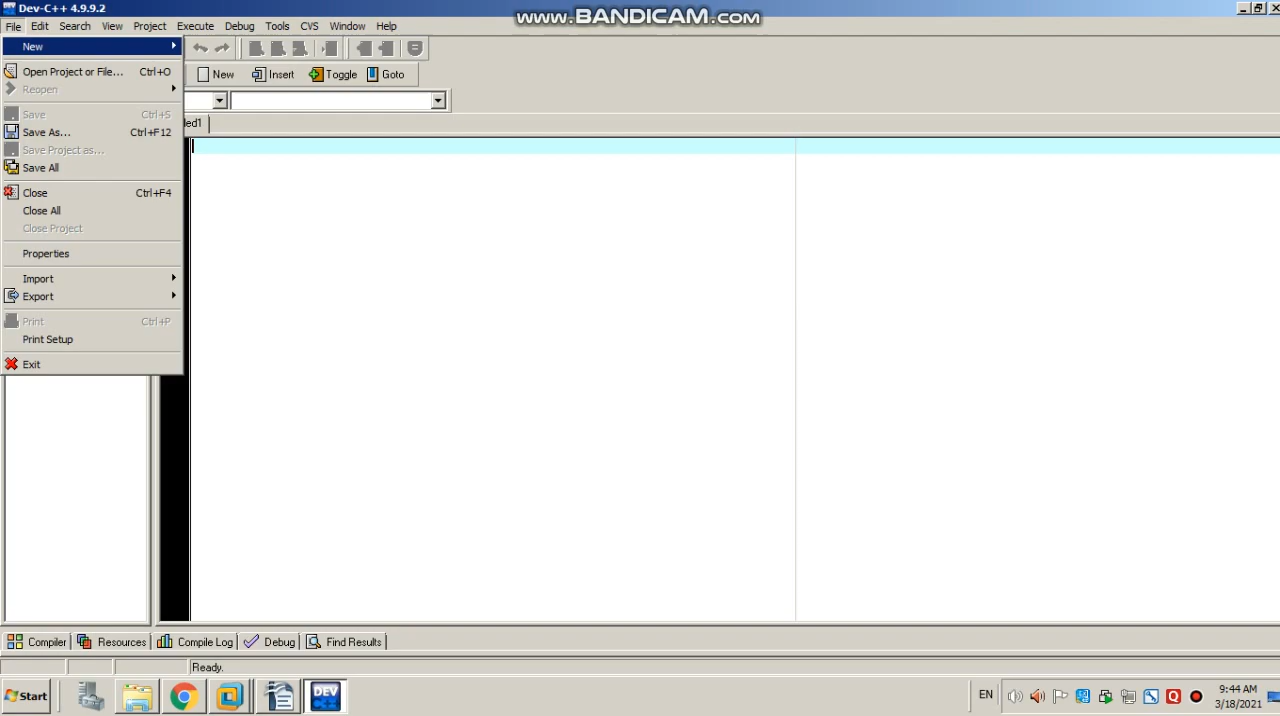 Dev-C++ 4.9.9.2
www.BANDICAM.com
File Edit Search View Project Execute Debug Tools CVS Window Help
New
Open Project or File... Ctrl+O
New Insert Toggle Goto
Reopen
Save Ctrl+S
Save As... Ctrl+F12
led1
Save Project as...
Save All
Close Ctrl+F4
Close All
Close Project
Properties
Import
Export
Print Ctrl+P
Print Setup
Exit
Compiler Resources Compile Log Debug Find Results
Ready.
Start DEV EN 9:44 AM
3/18/2021